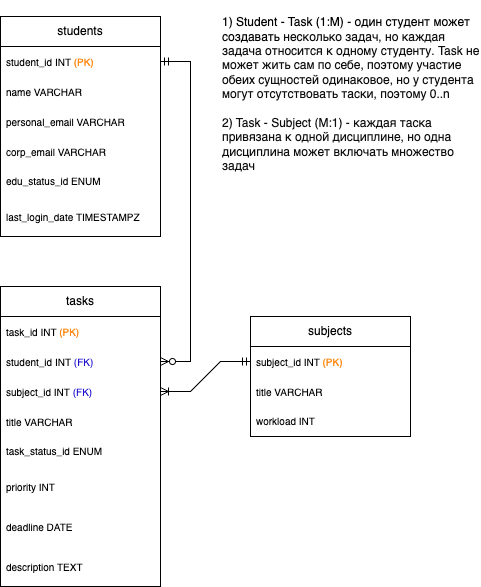 students
student_id INT (PK)
name VARCHAR
personal_email VARCHAR
corp_email VARCHAR
edu_status_id ENUM
last_login_date TIMESTAMPZ
1) Student - Task (1:M) - один студент может
создавать несколько задач, но каждая
задача относится к одному студенту. Task не
может жить сам по себе, поэтому участие
обеих сущностей одинаковое, но у студента
могут отсутствовать таски, поэтому 0..n
2) Task - Subject (M:1) - каждая таска
привязана к одной дисциплине, но одна
дисциплина может включать множество
задач
tasks
task_id INT (PK)
student_id INT (FK)
subject_id INT (FK)
title VARCHAR
task_status_id ENUM
priority INT
deadline DATE
description TEXT
subjects
subject_id INT (PK)
title VARCHAR
workload INT